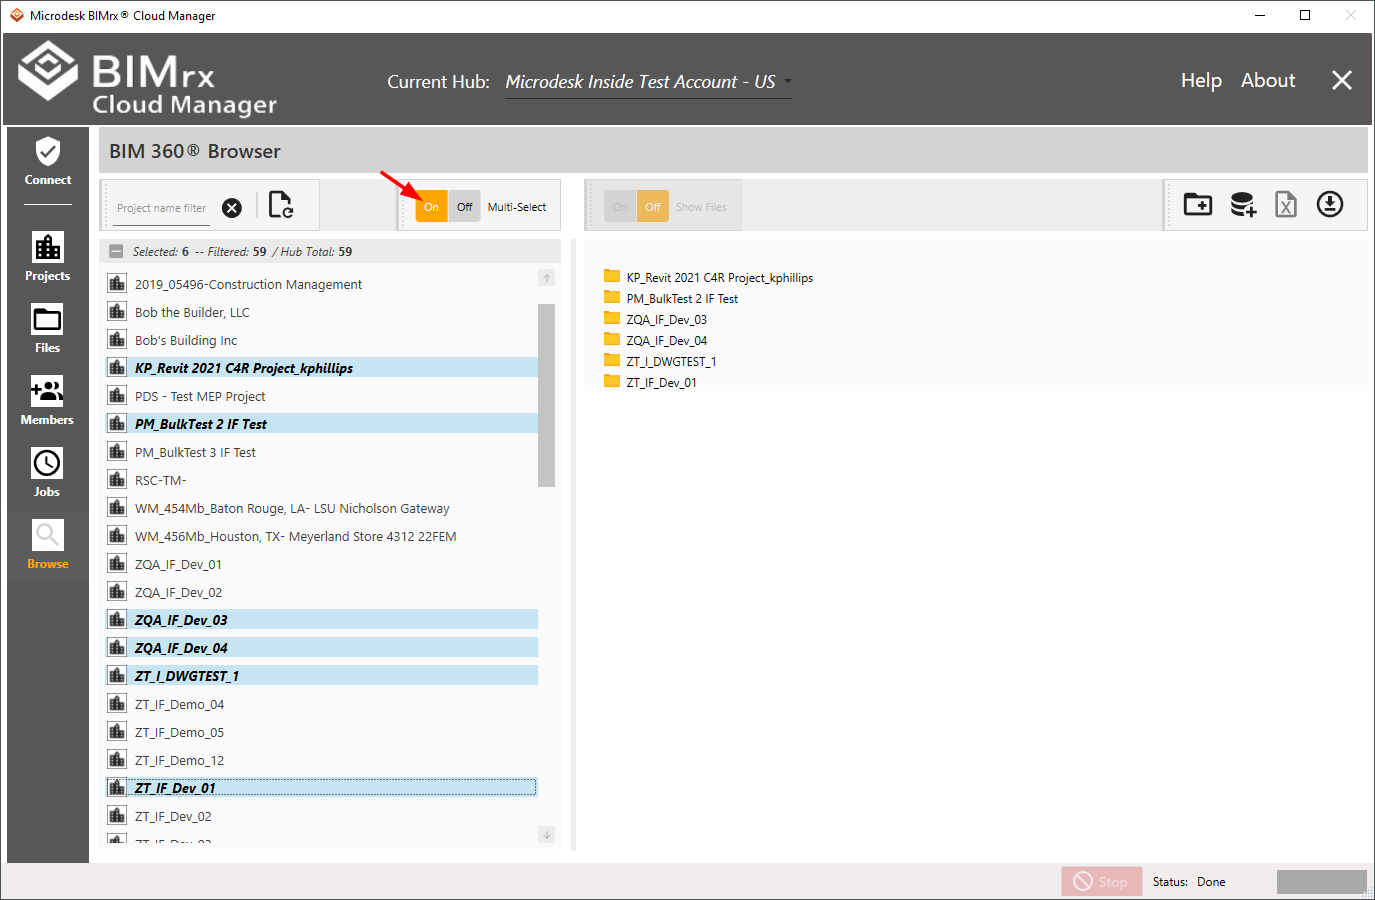 Microdesk BIMrx® Cloud Manager
BIMrx
Cloud Manager
Current Hub: Microdesk Inside Test Account - US
Help About
Connect
Projects
Files
Members
Jobs
Browse
BIM 360® Browser
Project name filter
On Off Multi-Select
On Off Show Files
Selected: 6 -- Filtered: 59 / Hub Total: 59
2019_05496-Construction Management
Bob the Builder, LLC
Bob's Building Inc
KP_Revit 2021 C4R Project_kphillips
PDS - Test MEP Project
PM_BulkTest 2 IF Test
PM_BulkTest 3 IF Test
RSC-TM-
WM_454Mb_Baton Rouge, LA- LSU Nicholson Gateway
WM_456Mb_Houston, TX- Meyerland Store 4312 22FEM
ZQA_IF_Dev_01
ZQA_IF_Dev_02
ZQA_IF_Dev_03
ZQA_IF_Dev_04
ZT_I_DWGTEST_1
ZT_IF_Demo_04
ZT_IF_Demo_05
ZT_IF_Demo_12
ZT_IF_Dev_01
ZT_IF_Dev_02
KP_Revit 2021 C4R Project_kphillips
PM_BulkTest 2 IF Test
ZQA_IF_Dev_03
ZQA_IF_Dev_04
ZT_I_DWGTEST_1
ZT_IF_Dev_01
Stop Status: Done